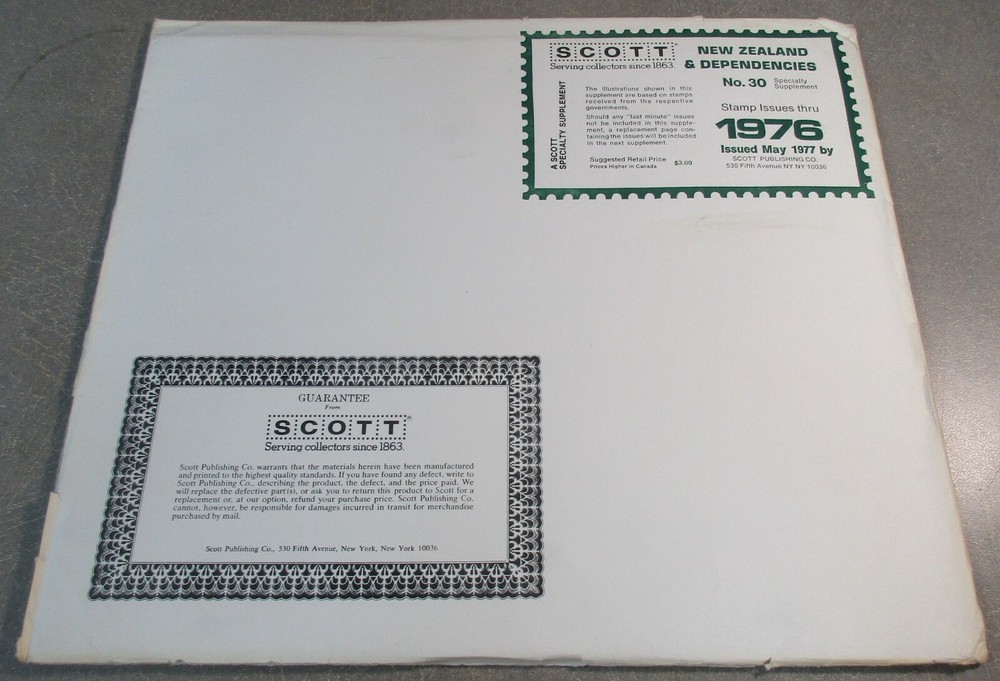 SCOTT®
Serving collectors since 1863.
A SCOTT
SPECIALTY SUPPLEMENT
The illustrations shown in this
supplement are based on stamps
received from the respective
governments.
Should any "last minute" issues
not be included in this supple-
ment, a replacement page con-
taining the issues will be included
in the next supplement.
Suggested Retail Price $3.00
Prices Higher in Canada
NEW ZEALAND
& DEPENDENCIES
No. 30 Specialty
Supplement
Stamp Issues thru
1976
Issued May 1977 by
SCOTT PUBLISHING CO.
530 Fifth Avenue NY NY 10036
GUARANTEE
From
SCOTT®
Serving collectors since 1863.
Scott Publishing Co. warrants that the materials herein have been manufactured
and printed to the highest quality standards. If you have found any defect, write to
Scott Publishing Co., describing the product, the defect, and the price paid. We
will replace the defective part(s), or ask you to return this product to Scott for a
replacement or, at our option, refund your purchase price. Scott Publishing Co.
cannot, however, be responsible for damages incurred in transit for merchandise
purchased by mail.
Scott Publishing Co., 530 Fifth Avenue, New York, New York 10036